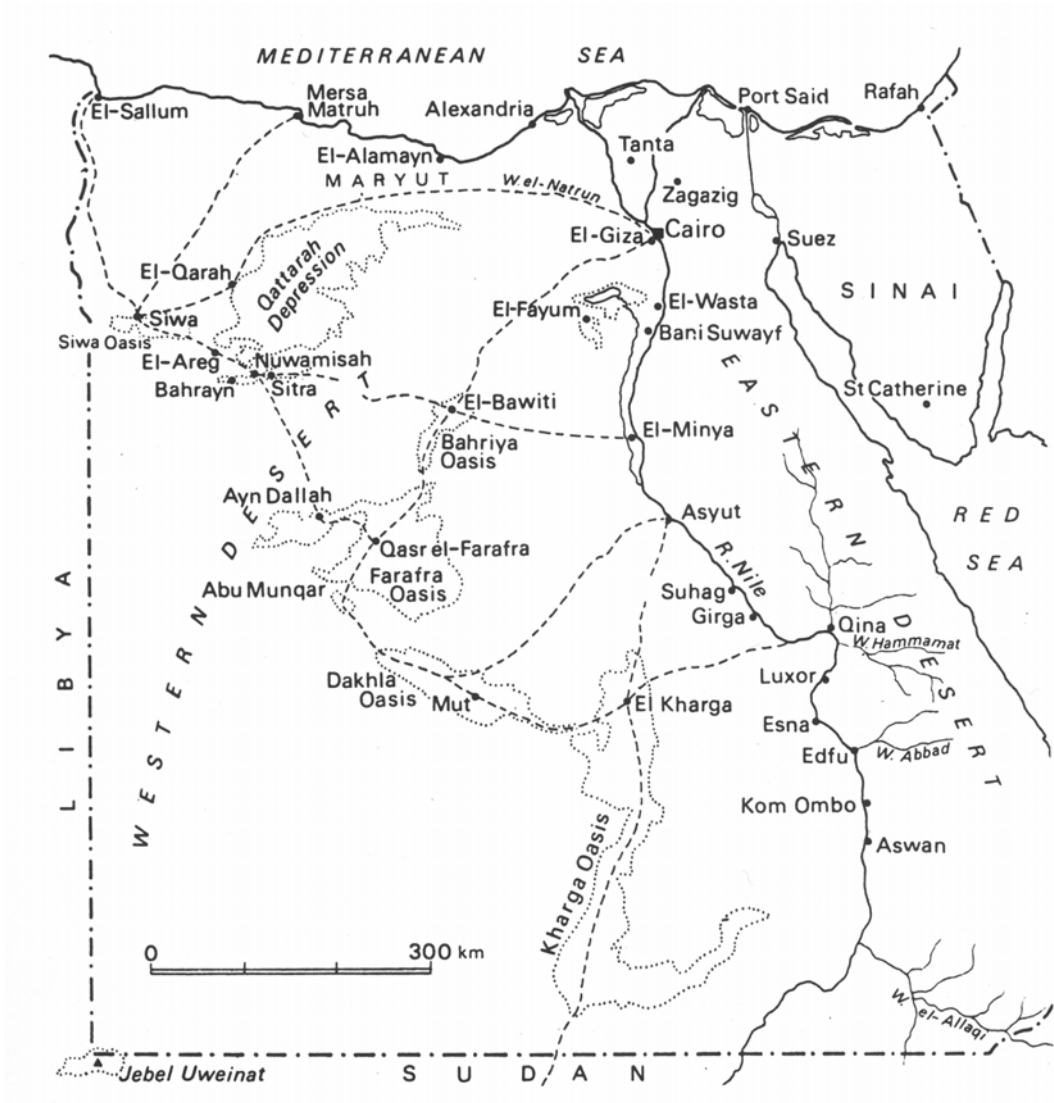 MEDITERRANEAN SEA
El-Sallum
Mersa
Matruh
Alexandria
Port Said
Rafah
El-Alamayn
MARYUT
Tanta
Zagazig
W. el-Natrun
El-Giza
Cairo
Suez
El-Qarah
Qattarah
Depression
SINAI
Siwa
Siwa Oasis
El-Fayum
El-Wasta
Bani Suwayf
El-Areg
Nuwamisah
Bahrayn
Sitra
St Catherine
El-Bawiti
Bahriya
Oasis
El-Minya
EASTERN DESERT
Ayn Dallah
Asyut
RED
SEA
Qasr el-Farafra
Farafra
Oasis
Abu Munqar
R. Nile
Suhag
Girga
Qina
W. Hammamat
LIBYA
WESTERN DESERT
Dakhla
Oasis
Mut
El Kharga
Luxor
Esna
Edfu
W. Abbad
Kom Ombo
Aswan
Kharga Oasis
0 300 km
W. el-Allaqi
Jebel Uweinat
SUDAN